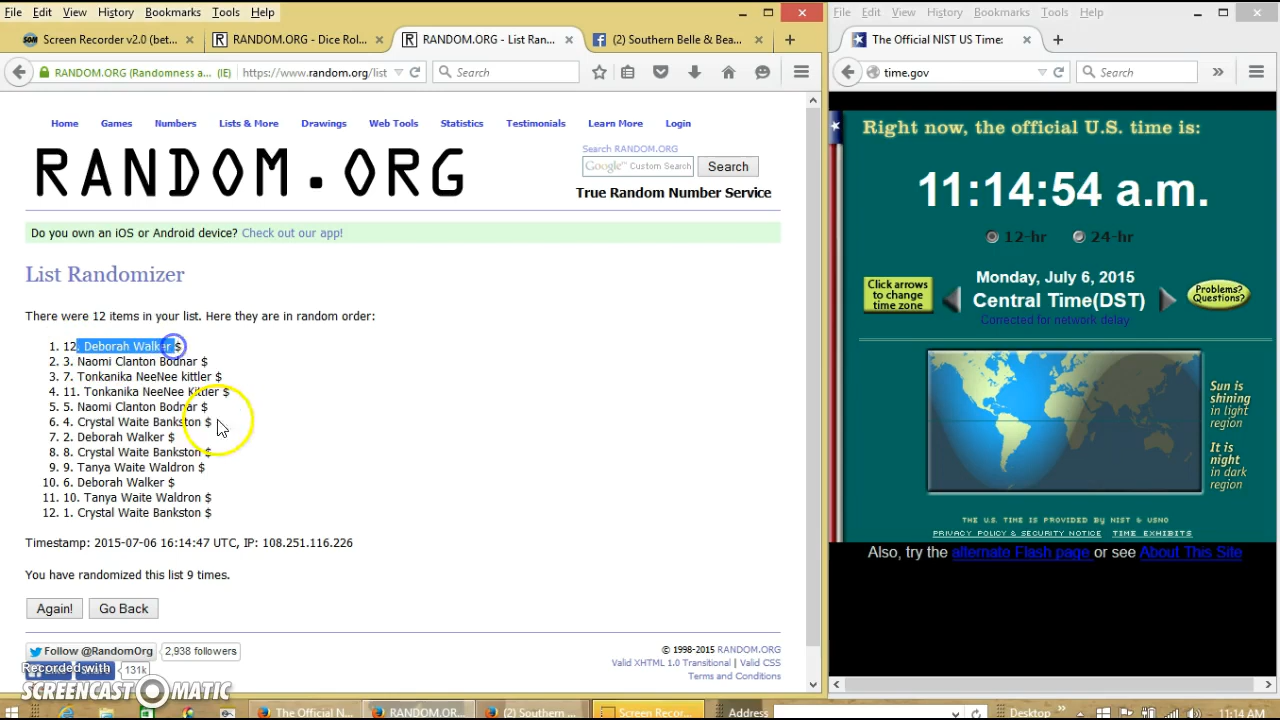 File Edit View History Bookmarks Tools Help
Screen Recorder v2.0 (bet...
RANDOM.ORG - Dice Rol...
RANDOM.ORG - List Ran...
(2) Southern Belle & Bea...
RANDOM.ORG (Randomness a... (IE) https://www.random.org/list
Search
Home Games Numbers Lists & More Drawings Web Tools Statistics Testimonials Learn More Login
RANDOM.ORG
Search RANDOM.ORG
Google™ Custom Search
Search
True Random Number Service
Do you own an iOS or Android device? Check out our app!
List Randomizer
There were 12 items in your list. Here they are in random order:
1. 12. Deborah Walker $
2. 3. Naomi Clanton Bodnar $
3. 7. Tonkanika NeeNee kittler $
4. 11. Tonkanika NeeNee Kittler $
5. 5. Naomi Clanton Bodnar $
6. 4. Crystal Waite Bankston $
7. 2. Deborah Walker $
8. 8. Crystal Waite Bankston $
9. 9. Tanya Waite Waldron $
10. 6. Deborah Walker $
11. 10. Tanya Waite Waldron $
12. 1. Crystal Waite Bankston $
Timestamp: 2015-07-06 16:14:47 UTC, IP: 10.8.251.116.226
You have randomized this list 9 times.
Again!
Go Back
Follow @RandomOrg
2,938 followers
131k
© 1998-2015 RANDOM.ORG
Valid XHTML 1.0 Transitional | Valid CSS
Terms and Conditions
Recorded with
SCREENCAST MATIC
File Edit View History Bookmarks Tools Help
The Official NIST US Time:
time.gov
Search
Right now, the official U.S. time is:
11:14:54 a.m.
12-hr 24-hr
Click arrows
to change
time zone
Monday, July 6, 2015
Central Time(DST)
Corrected for network delay
Problems?
Questions?
Sun is
shining
in light
region
It is
night
in dark
region
THE U.S. TIME IS PROVIDED BY NIST & USNO
PRIVACY POLICY & SECURITY NOTICE TIME EXHIBITS
Also, try the alternate Flash page or see About This Site
The Official N...
RANDOM.OR...
(2) Southern ...
Screen Recor...
Address
Desktop
11:14 AM